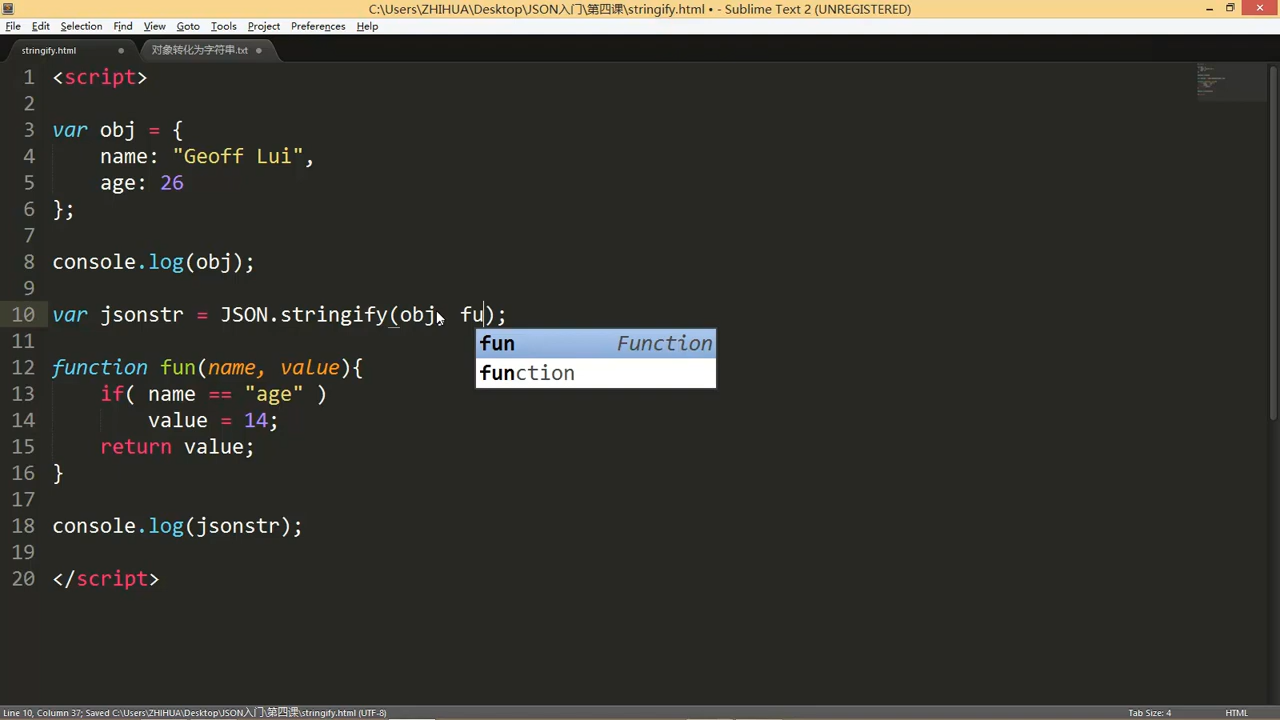 C:\Users\ZHIHUA\Desktop\JSON入门\第四课\stringify.html • - Sublime Text 2 (UNREGISTERED)
File Edit Selection Find View Goto Tools Project Preferences Help
stringify.html 对象转化为字符串.txt
1 <script>
2
3 var obj = {
4 name: "Geoff Lui",
5 age: 26
6 };
7
8 console.log(obj);
9
10 var jsonstr = JSON.stringify(obj, fu);
fun Function
11
function
12 function fun(name, value){
13 if( name == "age" )
14 value = 14;
15 return value;
16 }
17
18 console.log(jsonstr);
19
20 </script>
Line 10, Column 37; Saved C:\Users\ZHIHUA\Desktop\JSON入门\第四课\stringify.html (UTF-8) Tab Size: 4 HTML